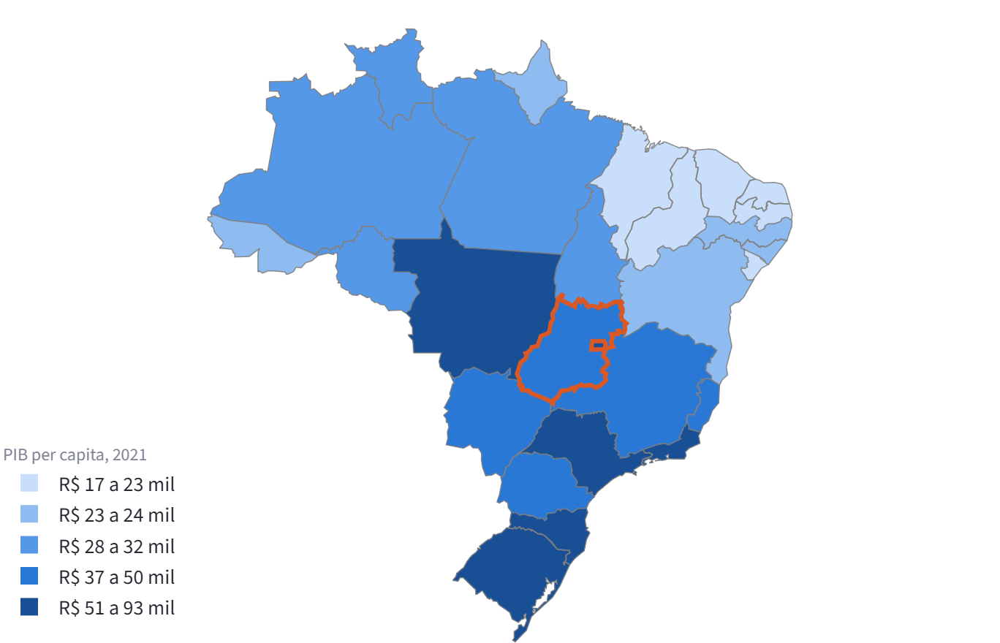 PIB per capita, 2021
R$ 17 a 23 mil
R$ 23 a 24 mil
R$ 28 a 32 mil
R$ 37 a 50 mil
R$ 51 a 93 mil